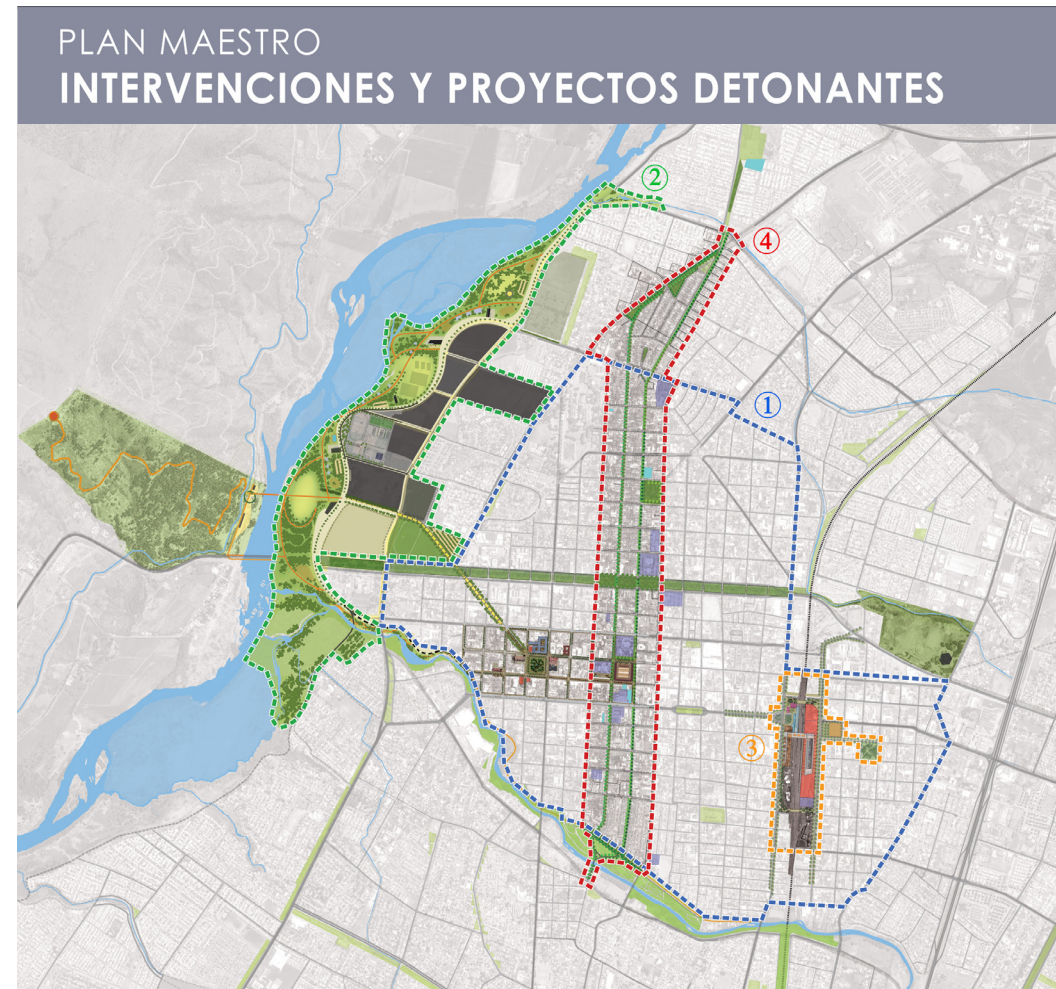 PLAN MAESTRO
INTERVENCIONES Y PROYECTOS DETONANTES
②
④
①
③